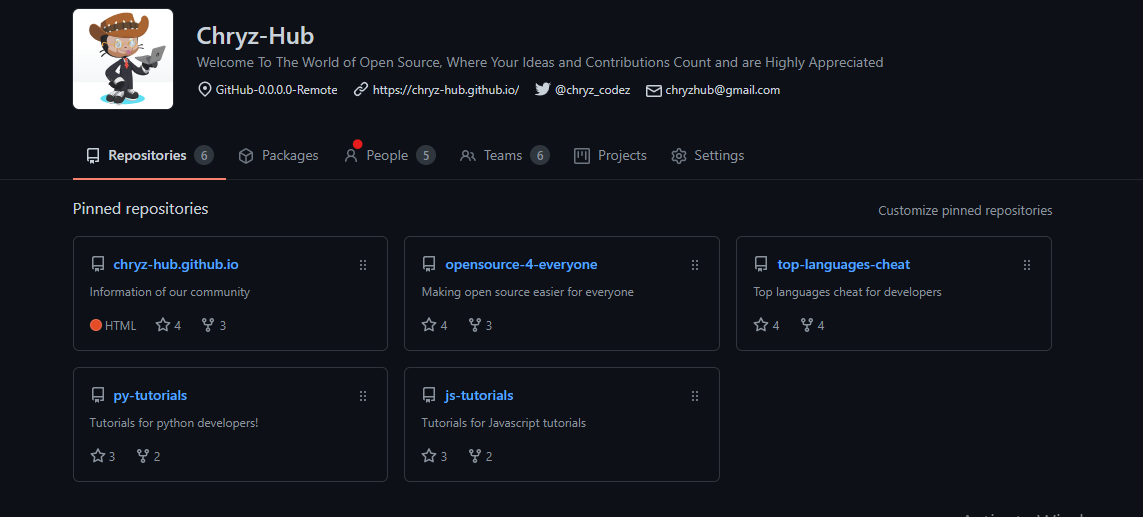 Chryz-Hub
Welcome To The World of Open Source, Where Your Ideas and Contributions Count and are Highly Appreciated
GitHub-0.0.0.0-Remote https://chryz-hub.github.io/ @chryz_codez chryzhub@gmail.com
Repositories 6 Packages People 5 Teams 6 Projects Settings
Pinned repositories Customize pinned repositories
chryz-hub.github.io
Information of our community
HTML 4 3
opensource-4-everyone
Making open source easier for everyone
4 3
top-languages-cheat
Top languages cheat for developers
4 4
py-tutorials
Tutorials for python developers!
3 2
js-tutorials
Tutorials for Javascript tutorials
3 2